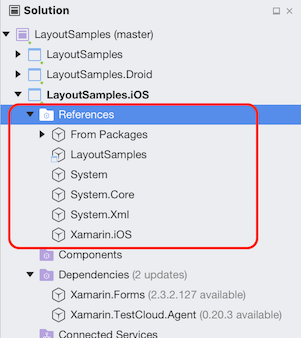 Solution
LayoutSamples (master)
LayoutSamples
LayoutSamples.Droid
LayoutSamples.iOS
References
From Packages
LayoutSamples
System
System.Core
System.Xml
Xamarin.iOS
Components
Dependencies (2 updates)
Xamarin.Forms (2.3.2.127 available)
Xamarin.TestCloud.Agent (0.20.3 available)
Connected Services